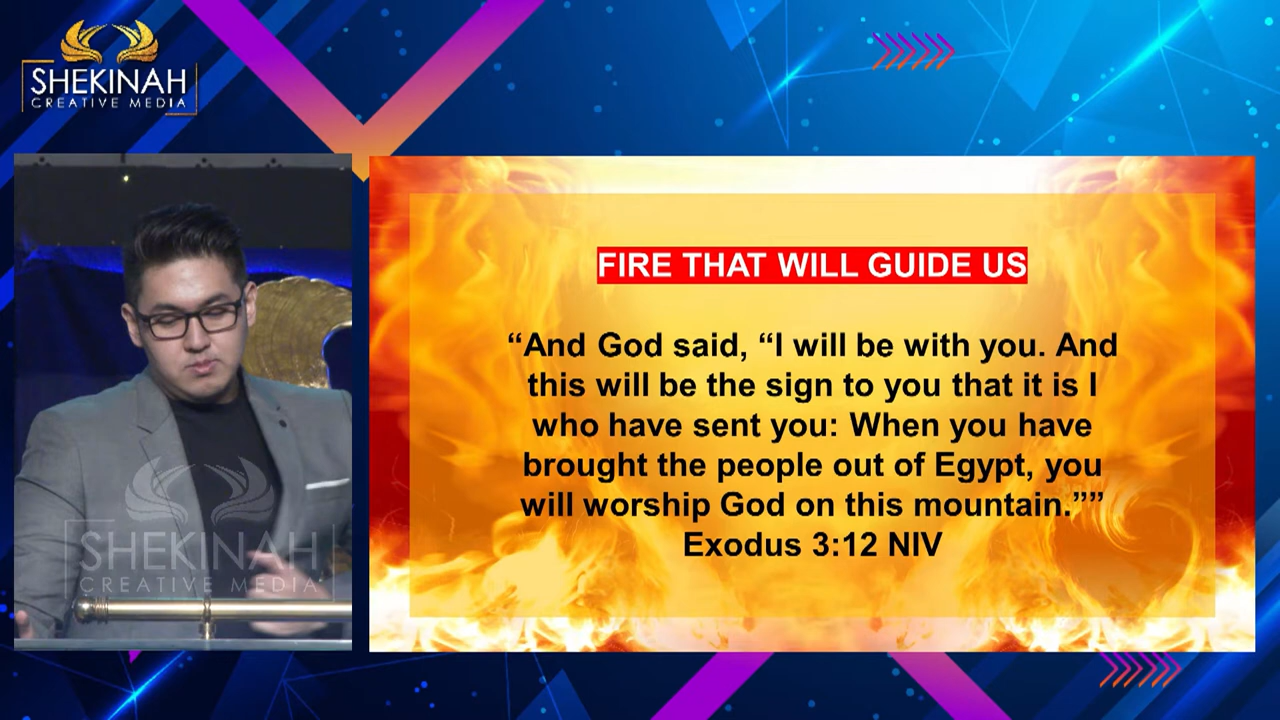 SHEKINAH
CREATIVE MEDIA
FIRE THAT WILL GUIDE US
“And God said, “I will be with you. And
this will be the sign to you that it is I
who have sent you: When you have
brought the people out of Egypt, you
will worship God on this mountain.””
Exodus 3:12 NIV
SHEKINAH
CREATIVE MEDIA